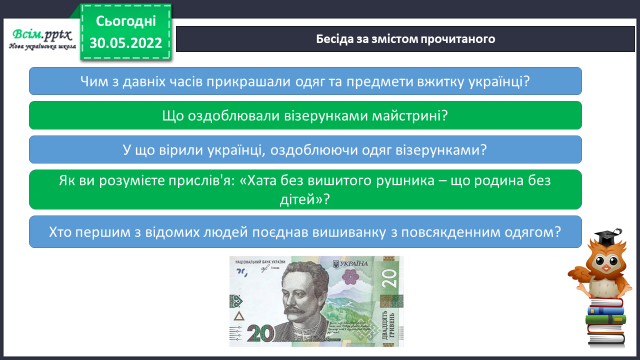 Всім.pptx
Нова українська школа
Сьогодні
30.05.2022
Бесіда за змістом прочитаного
Чим з давніх часів прикрашали одяг та предмети вжитку українці?
Що оздоблювали візерунками майстрині?
У що вірили українці, оздоблюючи одяг візерунками?
Як ви розумієте прислів'я: «Хата без вишитого рушника – що родина без
дітей»?
Хто першим з відомих людей поєднав вишиванку з повсякденним одягом?
НАЦІОНАЛЬНИЙ БАНК УКРАЇНИ
УКРАЇНА
20
20
ДВАДЦЯТЬ
ГРИВЕНЬ